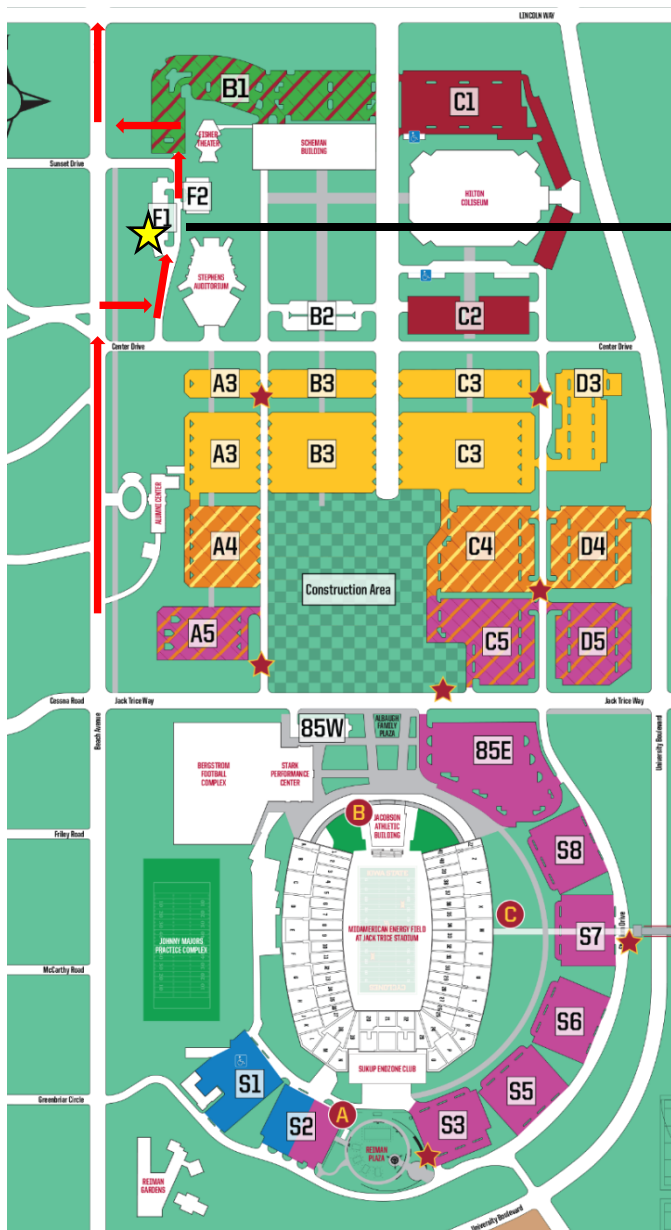 LINCOLN WAY
B1
C1
FISHER
THEATER
SCHEMAN
BUILDING
Sunset Drive
F2
HILTON
COLISEUM
F1
STEPHENS
AUDITORIUM
B2
C2
Center Drive
Center Drive
A3
B3
C3
D3
A3
B3
C3
ALUMNI CENTER
A4
C4
D4
Construction Area
A5
C5
D5
Cessna Road
Jack Trice Way
Jack Trice Way
Beach Avenue
University Boulevard
85W
ALBAUGH
FAMILY
PLAZA
85E
BERGSTROM
FOOTBALL
COMPLEX
STARK
PERFORMANCE
CENTER
B
JACOBSON
ATHLETIC
BUILDING
Friley Road
S8
C
MIDAMERICAN ENERGY FIELD
AT JACK TRICE STADIUM
S7
Drive
JOHNNY MAJORS
PRACTICE COMPLEX
CYCLONES
McCarthy Road
S6
SUKUP ENDZONE CLUB
S1
S5
Greenbriar Circle
S2
A
S3
REIMAN
PLAZA
REIMAN
GARDENS
University Boulevard